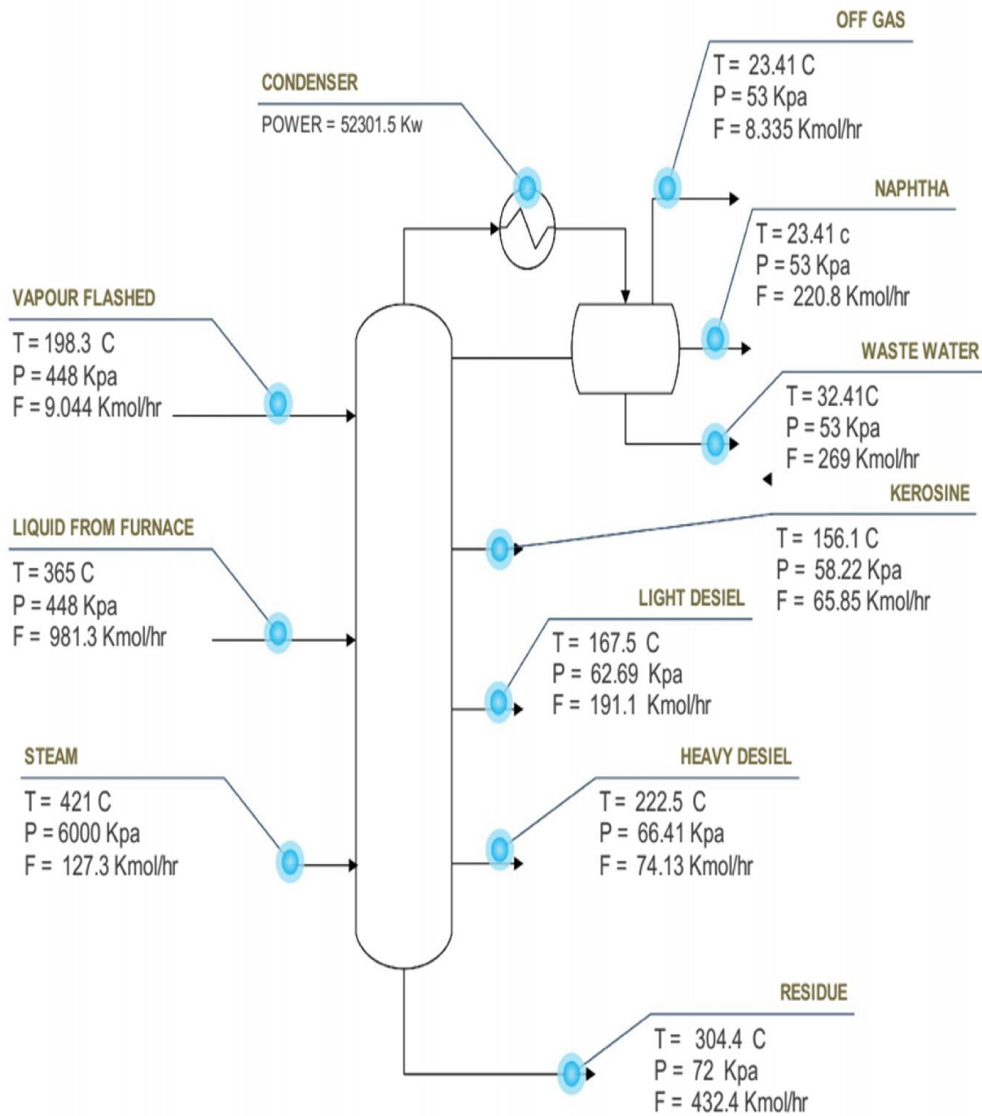 OFF GAS
T = 23.41 C
P = 53 Kpa
F = 8.335 Kmol/hr
CONDENSER
POWER = 52301.5 Kw
NAPHTHA
T = 23.41 c
P = 53 Kpa
F = 220.8 Kmol/hr
VAPOUR FLASHED
T = 198.3 C
P = 448 Kpa
F = 9.044 Kmol/hr
WASTE WATER
T = 32.41C
P = 53 Kpa
F = 269 Kmol/hr
KEROSINE
T = 156.1 C
P = 58.22 Kpa
F = 65.85 Kmol/hr
LIQUID FROM FURNACE
T = 365 C
P = 448 Kpa
F = 981.3 Kmol/hr
LIGHT DESIEL
T = 167.5 C
P = 62.69 Kpa
F = 191.1 Kmol/hr
STEAM
T = 421 C
P = 6000 Kpa
F = 127.3 Kmol/hr
HEAVY DESIEL
T = 222.5 C
P = 66.41 Kpa
F = 74.13 Kmol/hr
RESIDUE
T = 304.4 C
P = 72 Kpa
F = 432.4 Kmol/hr